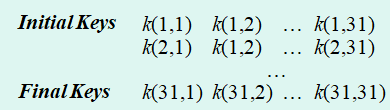 Initial Keys k(1,1) k(1,2) ... k(1,31)
k(2,1) k(1,2) ... k(2,31)
...
Final Keys k(31,1) k(31,2) ... k(31,31)